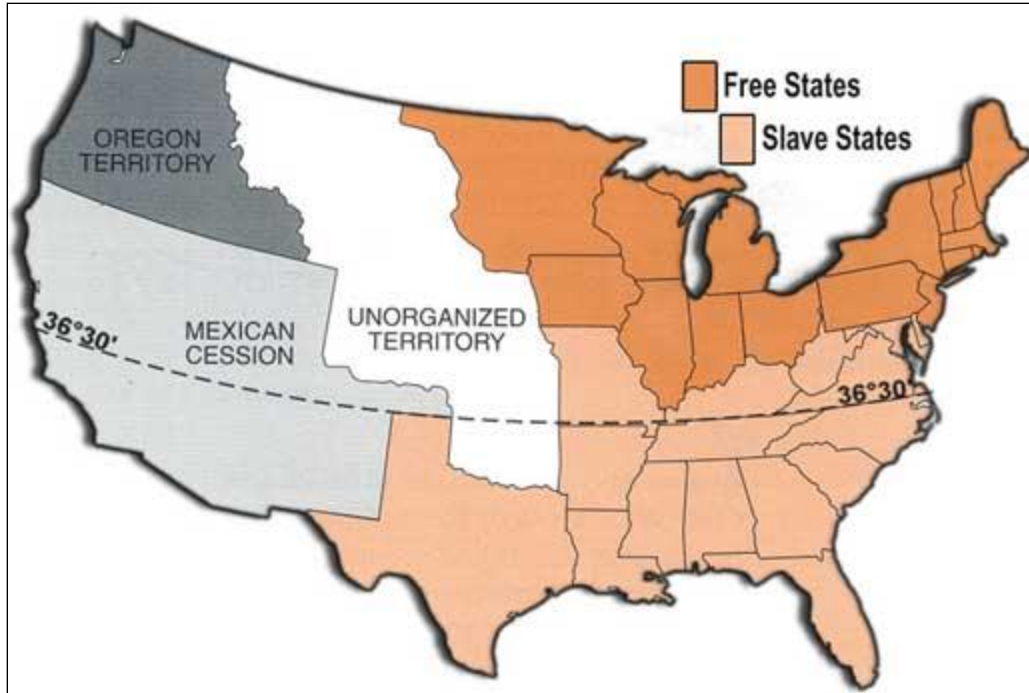 Free States
Slave States
OREGON
TERRITORY
UNORGANIZED
TERRITORY
MEXICAN
CESSION
36°30'
36°30'